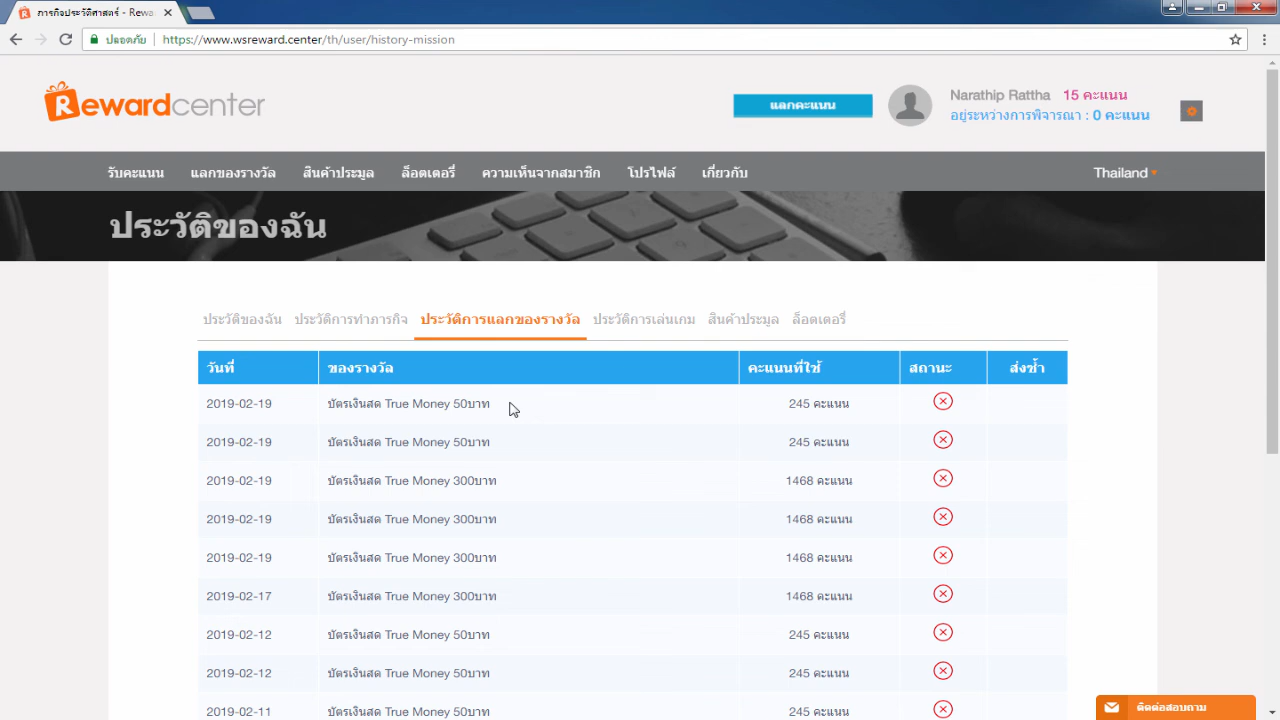 ภารกิจประวัติศาสตร์ - Rewa
ปลอดภัย
https://www.wsreward.center/th/user/history-mission
Rewardcenter
แลกคะแนน
Narathip Rattha 15 คะแนน
อยู่ระหว่างการพิจารณา : 0 คะแนน
รับคะแนน แลกของรางวัล สินค้าประมูล ล็อตเตอรี่ ความเห็นจากสมาชิก โปรไฟล์ เกี่ยวกับ Thailand
ประวัติของฉัน
ประวัติของฉัน ประวัติการทำภารกิจ ประวัติการแลกของรางวัล ประวัติการเล่นเกม สินค้าประมูล ล็อตเตอรี่
วันที่ ของรางวัล คะแนนที่ใช้ สถานะ ส่งซ้ำ
2019-02-19 บัตรเงินสด True Money 50บาท 245 คะแนน
2019-02-19 บัตรเงินสด True Money 50บาท 245 คะแนน
2019-02-19 บัตรเงินสด True Money 300บาท 1468 คะแนน
2019-02-19 บัตรเงินสด True Money 300บาท 1468 คะแนน
2019-02-19 บัตรเงินสด True Money 300บาท 1468 คะแนน
2019-02-17 บัตรเงินสด True Money 300บาท 1468 คะแนน
2019-02-12 บัตรเงินสด True Money 50บาท 245 คะแนน
2019-02-12 บัตรเงินสด True Money 50บาท 245 คะแนน
2019-02-11 บัตรเงินสด True Money 50บาท 245 คะแนน
ติดต่อสอบถาม